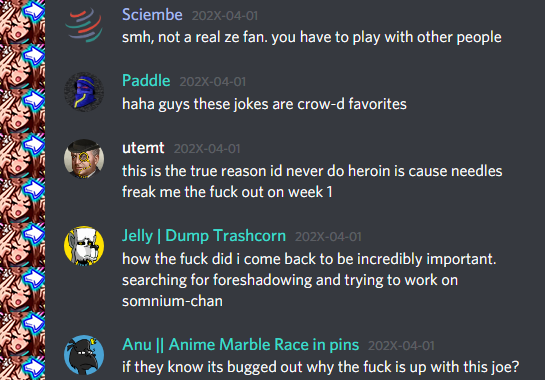 Sciembe 202X-04-01
smh, not a real ze fan. you have to play with other people
Paddle 202X-04-01
haha guys these jokes are crow-d favorites
utemt 202X-04-01
this is the true reason id never do heroin is cause needles
freak me the fuck out on week 1
Jelly | Dump Trashcorn 202X-04-01
how the fuck did i come back to be incredibly important.
searching for foreshadowing and trying to work on
somnium-chan
Anu || Anime Marble Race in pins 202X-04-01
if they know its bugged out why the fuck is up with this joe?